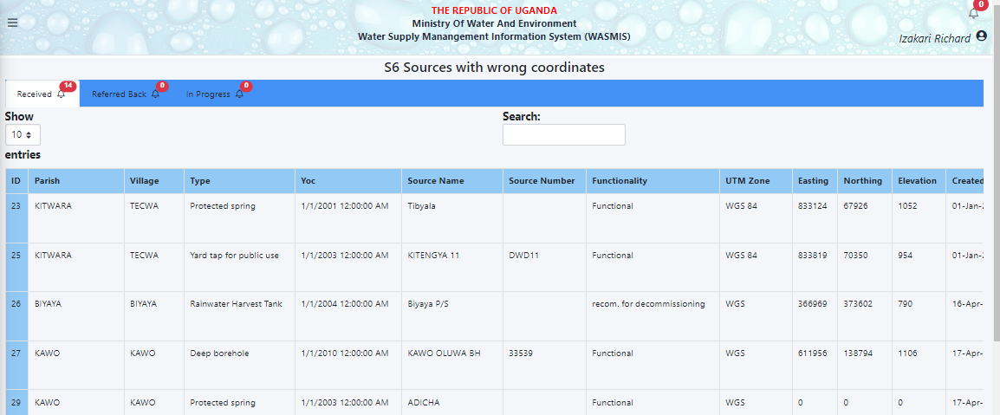 THE REPUBLIC OF UGANDA
0
Ministry Of Water And Environment
Water Supply Manangement Information System (WASMIS)
Izakari Richard
S6 Sources with wrong coordinates
Received 14 Referred Back 0 In Progress 0
Show Search:
10
entries
ID Parish Village Type Yoc Source Name Source Number Functionality UTM Zone Easting Northing Elevation Created
23 KITWARA TECWA Protected spring 1/1/2001 12:00:00 AM Tibyala Functional WGS 84 833124 67926 1052 01-Jan-
25 KITWARA TECWA Yard tap for public use 1/1/2003 12:00:00 AM KITENGYA 11 DWD11 Functional WGS 84 833819 70350 954 01-Jan-
26 BIYAYA BIYAYA Rainwater Harvest Tank 1/1/2004 12:00:00 AM Biyaya P/S recom. for decommissioning WGS 366969 373602 790 16-Apr-
27 KAWO KAWO Deep borehole 1/1/2010 12:00:00 AM KAWO OLUWA BH 33539 Functional WGS 611956 138794 1106 17-Apr-
29 KAWO KAWO Protected spring 1/1/2003 12:00:00 AM ADICHA Functional WGS 0 0 0 17-Apr-